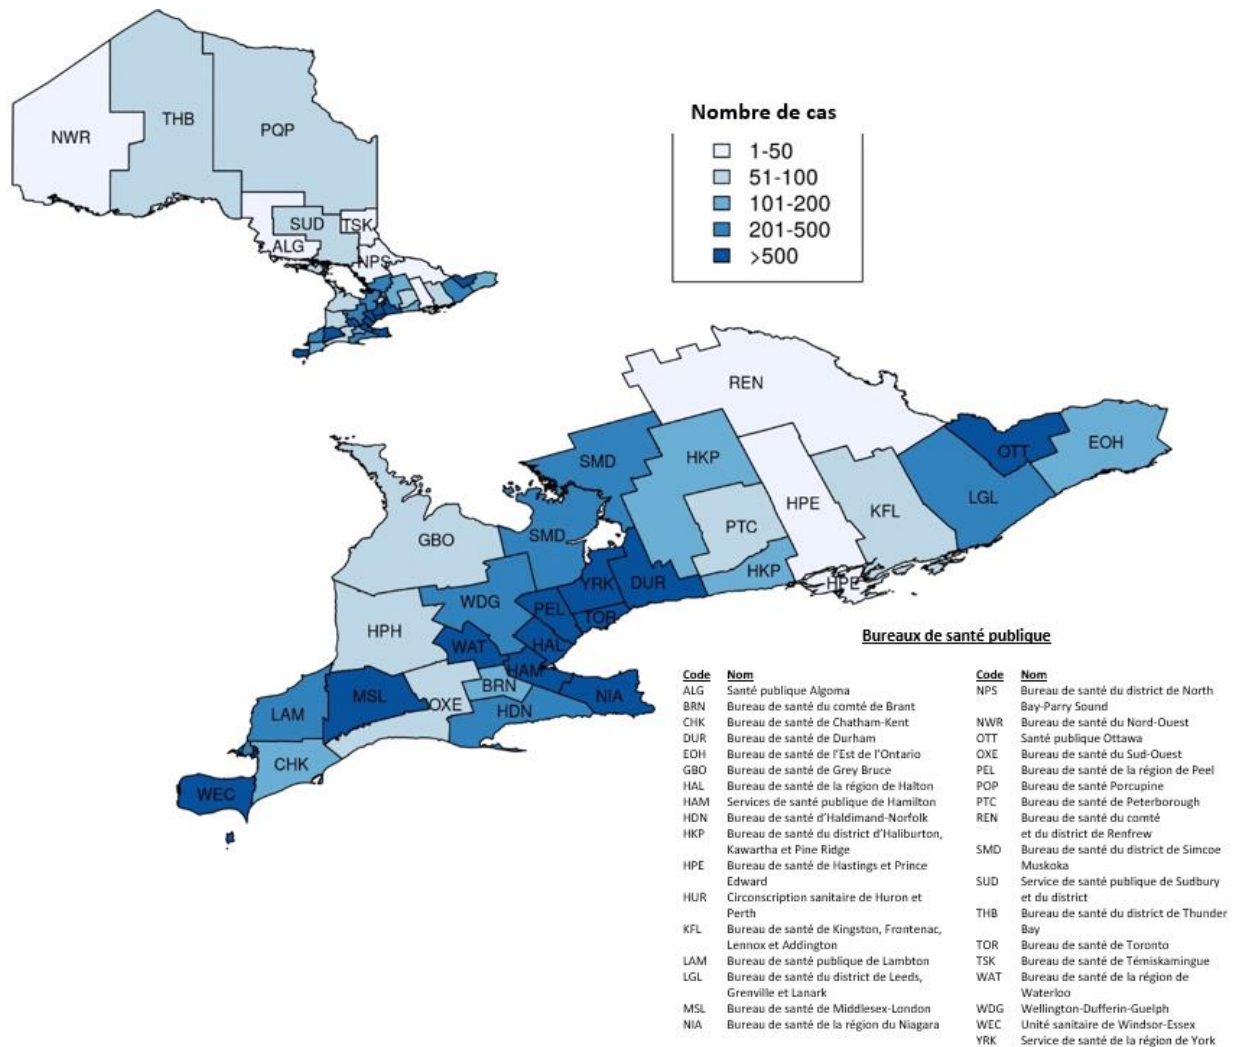 NWR
THB
PQP
SUD
TSK
ALG
NPS
Nombre de cas
1-50
51-100
101-200
201-500
>500
REN
SMD
HKP
OTT
EOH
HPE
KFL
LGL
PTC
GBO
SMD
HKP
HPE
YRK
DUR
WDG
PEL
TOR
HPH
WAT
HAL
HAM
BRN
NIA
MSL
OXE
HDN
LAM
CHK
WEC
Bureaux de santé publique
Code Nom
ALG Santé publique Algoma
BRN Bureau de santé du comté de Brant
CHK Bureau de santé de Chatham-Kent
DUR Bureau de santé de Durham
EOH Bureau de santé de l'Est de l'Ontario
GBO Bureau de santé de Grey Bruce
HAL Bureau de santé de la région de Halton
HAM Services de santé publique de Hamilton
HDN Bureau de santé d'Haldimand-Norfolk
HKP Bureau de santé du district d'Haliburton,
Kawartha et Pine Ridge
HPE Bureau de santé de Hastings et Prince
Edward
HUR Circonscription sanitaire de Huron et
Perth
KFL Bureau de santé de Kingston, Frontenac,
Lennox et Addington
LAM Bureau de santé publique de Lambton
LGL Bureau de santé du district de Leeds,
Grenville et Lanark
MSL Bureau de santé de Middlesex-London
NIA Bureau de santé de la région du Niagara
Code Nom
NPS Bureau de santé du district de North
Bay-Parry Sound
NWR Bureau de santé du Nord-Ouest
OTT Santé publique Ottawa
OXE Bureau de santé du Sud-Ouest
PEL Bureau de santé de la région de Peel
POP Bureau de santé Porcupine
PTC Bureau de santé de Peterborough
REN Bureau de santé du comté
et du district de Renfrew
SMD Bureau de santé du district de Simcoe
Muskoka
SUD Service de santé publique de Sudbury
et du district
THB Bureau de santé du district de Thunder
Bay
TOR Bureau de santé de Toronto
TSK Bureau de santé de Témiskamingue
WAT Bureau de santé de la région de
Waterloo
WDG Wellington-Dufferin-Guelph
WEC Unité sanitaire de Windsor-Essex
YRK Service de santé de la région de York